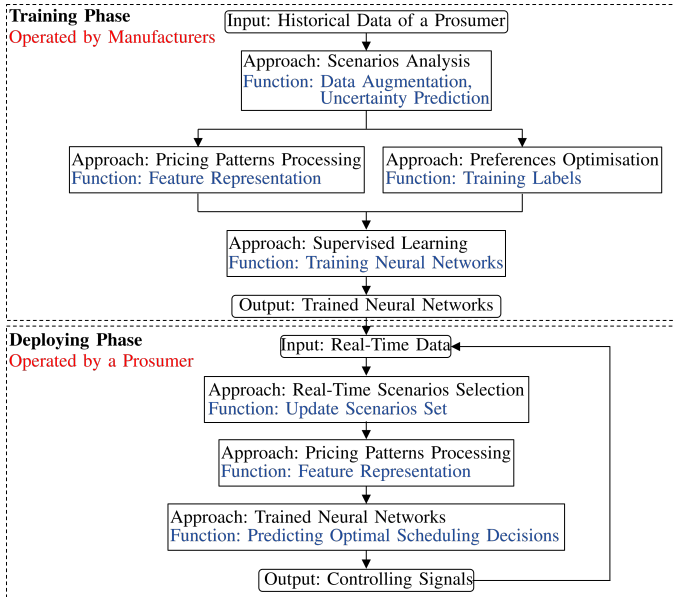 Training Phase
Operated by Manufacturers
Input: Historical Data of a Prosumer
Approach: Scenarios Analysis
Function: Data Augmentation,
Uncertainty Prediction
Approach: Pricing Patterns Processing
Function: Feature Representation
Approach: Preferences Optimisation
Function: Training Labels
Approach: Supervised Learning
Function: Training Neural Networks
Output: Trained Neural Networks
Deploying Phase
Operated by a Prosumer
Input: Real-Time Data
Approach: Real-Time Scenarios Selection
Function: Update Scenarios Set
Approach: Pricing Patterns Processing
Function: Feature Representation
Approach: Trained Neural Networks
Function: Predicting Optimal Scheduling Decisions
Output: Controlling Signals